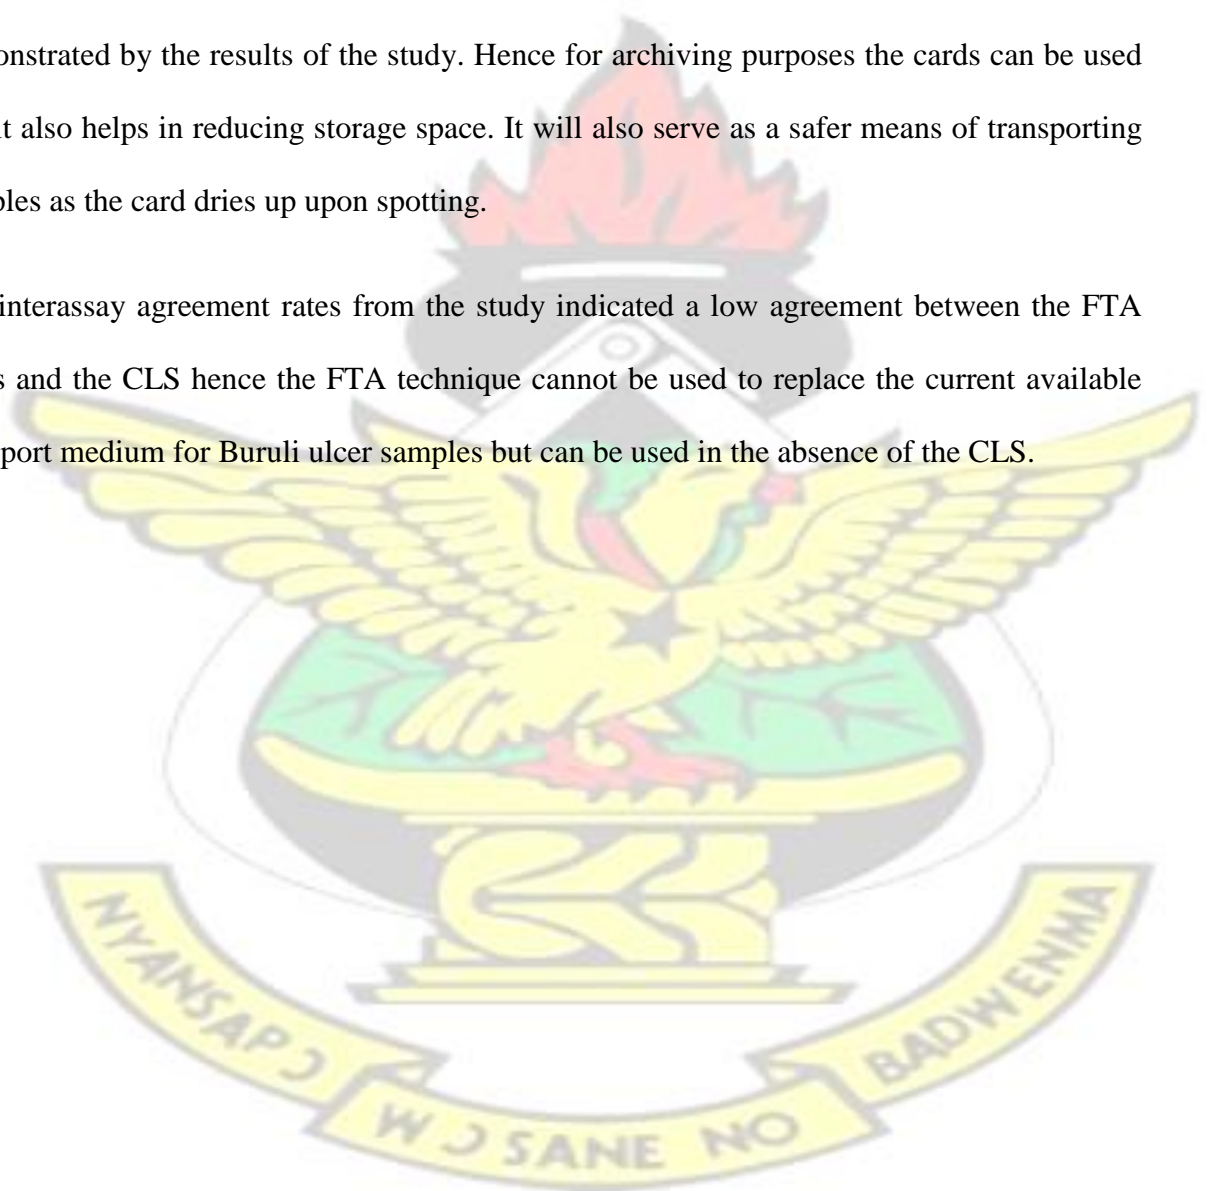 onstrated by the results of the study. Hence for archiving purposes the cards can be used
it also helps in reducing storage space. It will also serve as a safer means of transporting
ples as the card dries up upon spotting.
interassay agreement rates from the study indicated a low agreement between the FTA
s and the CLS hence the FTA technique cannot be used to replace the current available
port medium for Buruli ulcer samples but can be used in the absence of the CLS.
NYANSAPƆ
WƆSANE NO
BADWENMA